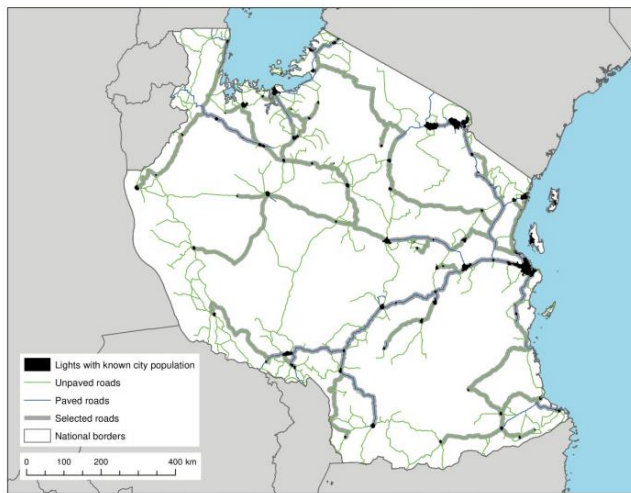 Lights with known city population
Unpaved roads
Paved roads
Selected roads
National borders
0 100 200 400 km